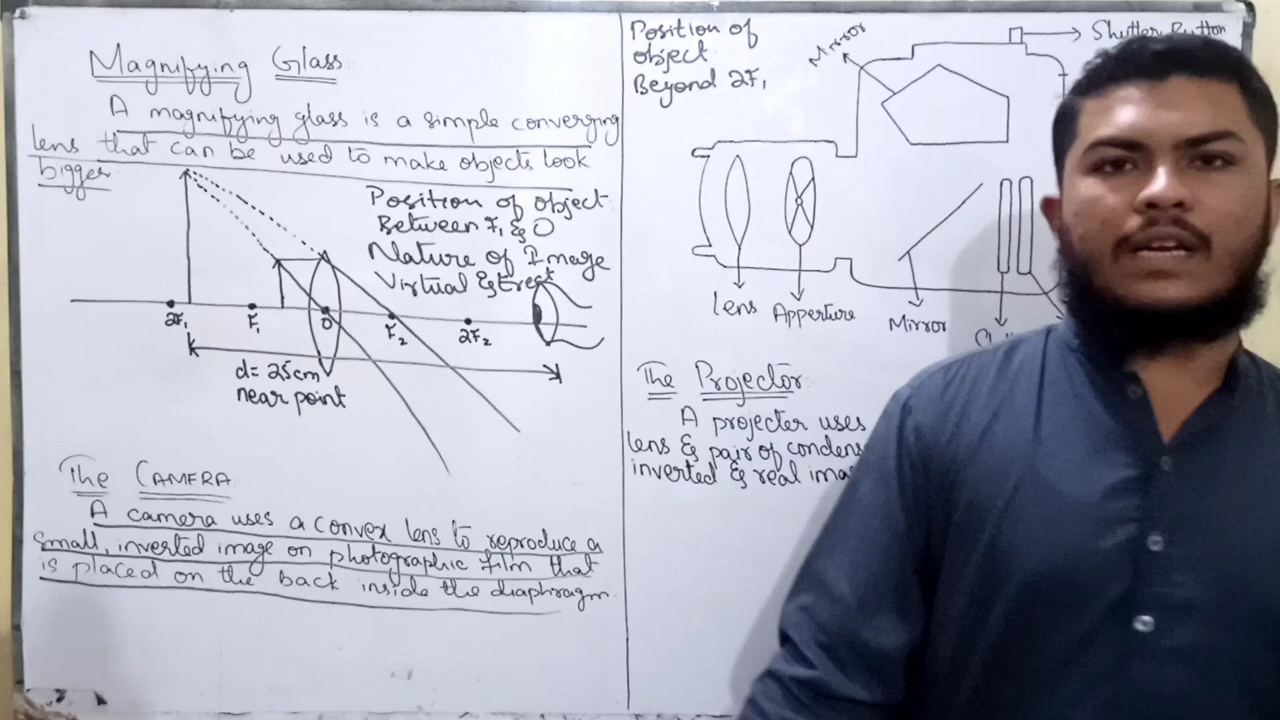 Magnifying Glass
A magnifying glass is a simple converging
lens that can be used to make objects look
bigger
Position of object
Between F₁ & O
Nature of Image
Virtual & Erect
2F₁
F₁
O
F₂
2F₂
d = 25cm
near point
The CAMERA
A camera uses a convex lens to reproduce a
small, inverted image on photographic film that
is placed on the back inside the diaphragm.
Position of
object
Beyond 2F₁
Mirror
Shutter Button
lens
Apperture
Mirror
The Projector
A projecter uses
lens & pair of
inverted & real